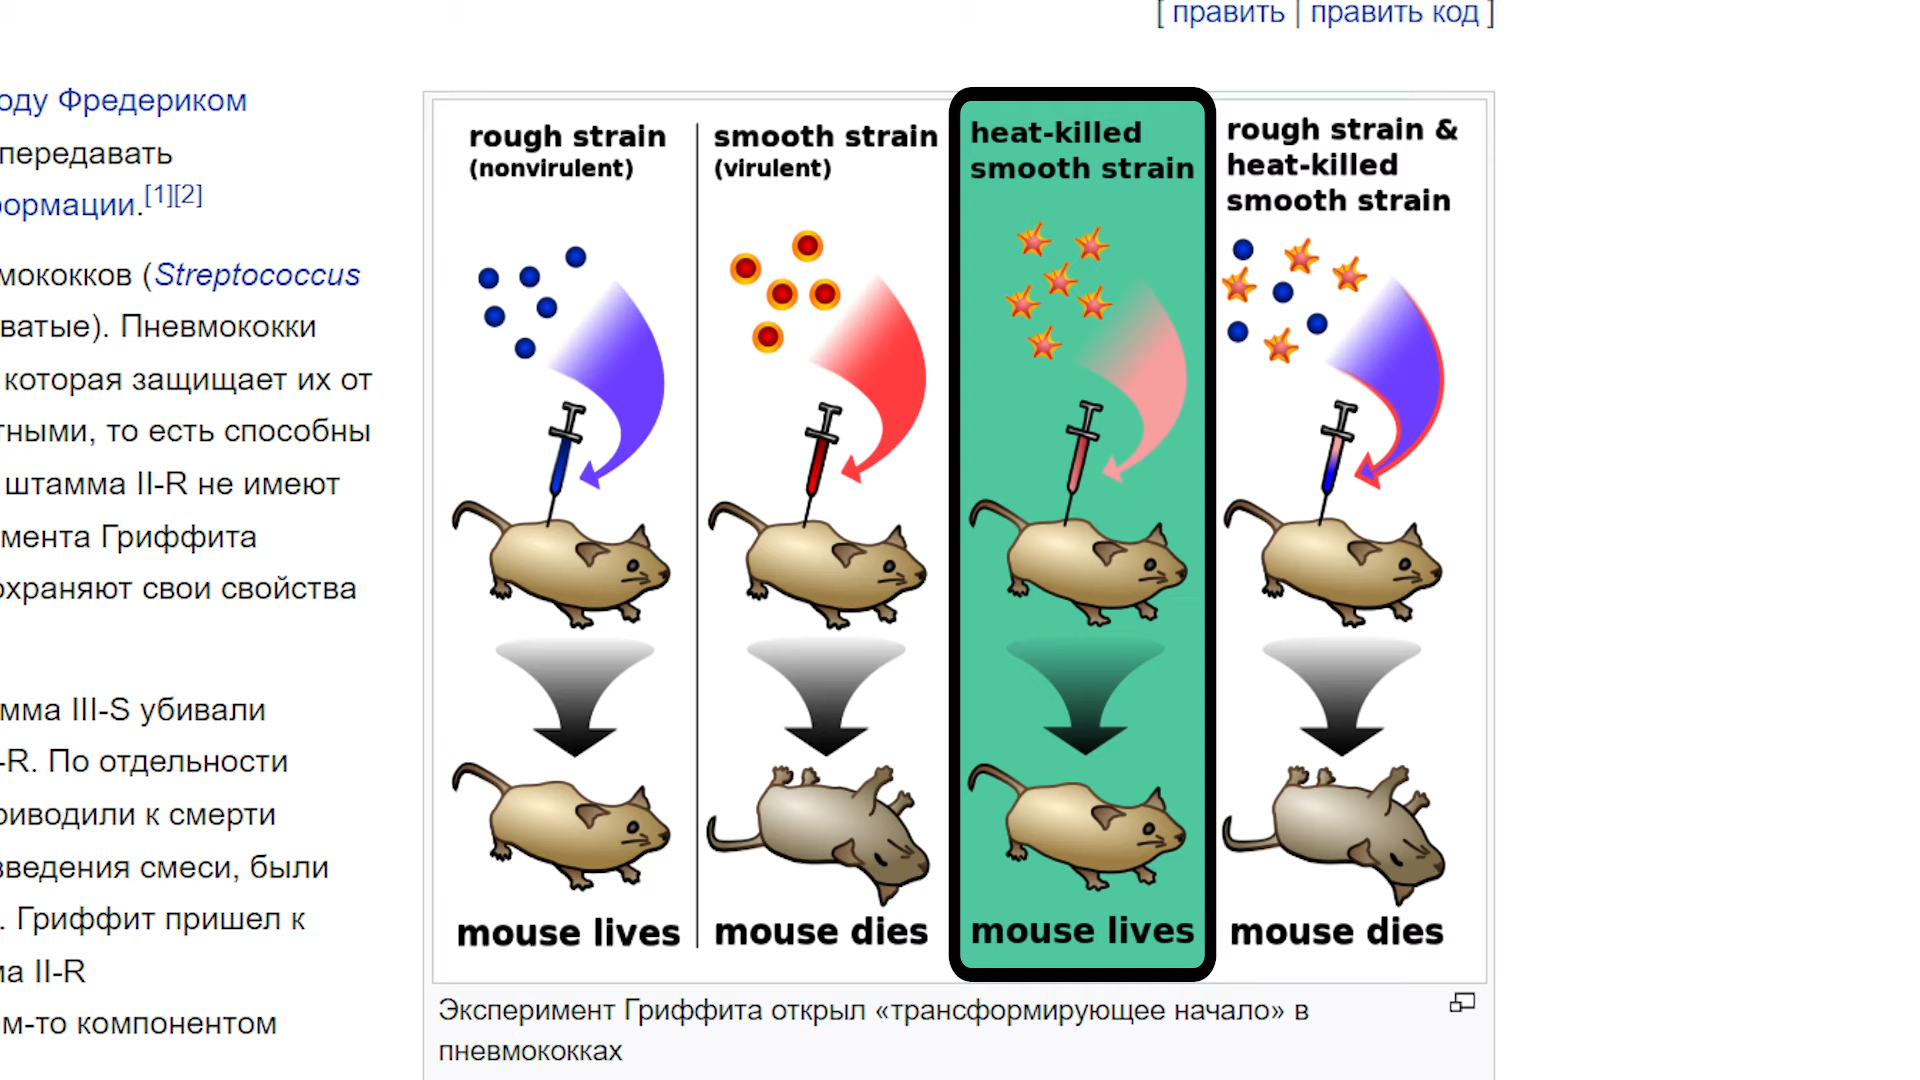 [ править | править код ]
оду Фредериком
передавать
ормации.[1][2]
мококков (Streptococcus
ватые). Пневмококки
которая защищает их от
тными, то есть способны
штамма II-R не имеют
мента Гриффита
охраняют свои свойства
мма III-S убивали
-R. По отдельности
риводили к смерти
зведения смеси, были
. Гриффит пришел к
на II-R
м-то компонентом
rough strain
(nonvirulent)
mouse lives
smooth strain
(virulent)
mouse dies
heat-killed
smooth strain
mouse lives
rough strain &
heat-killed
smooth strain
mouse dies
Эксперимент Гриффита открыл «трансформирующее начало» в
пневмококках